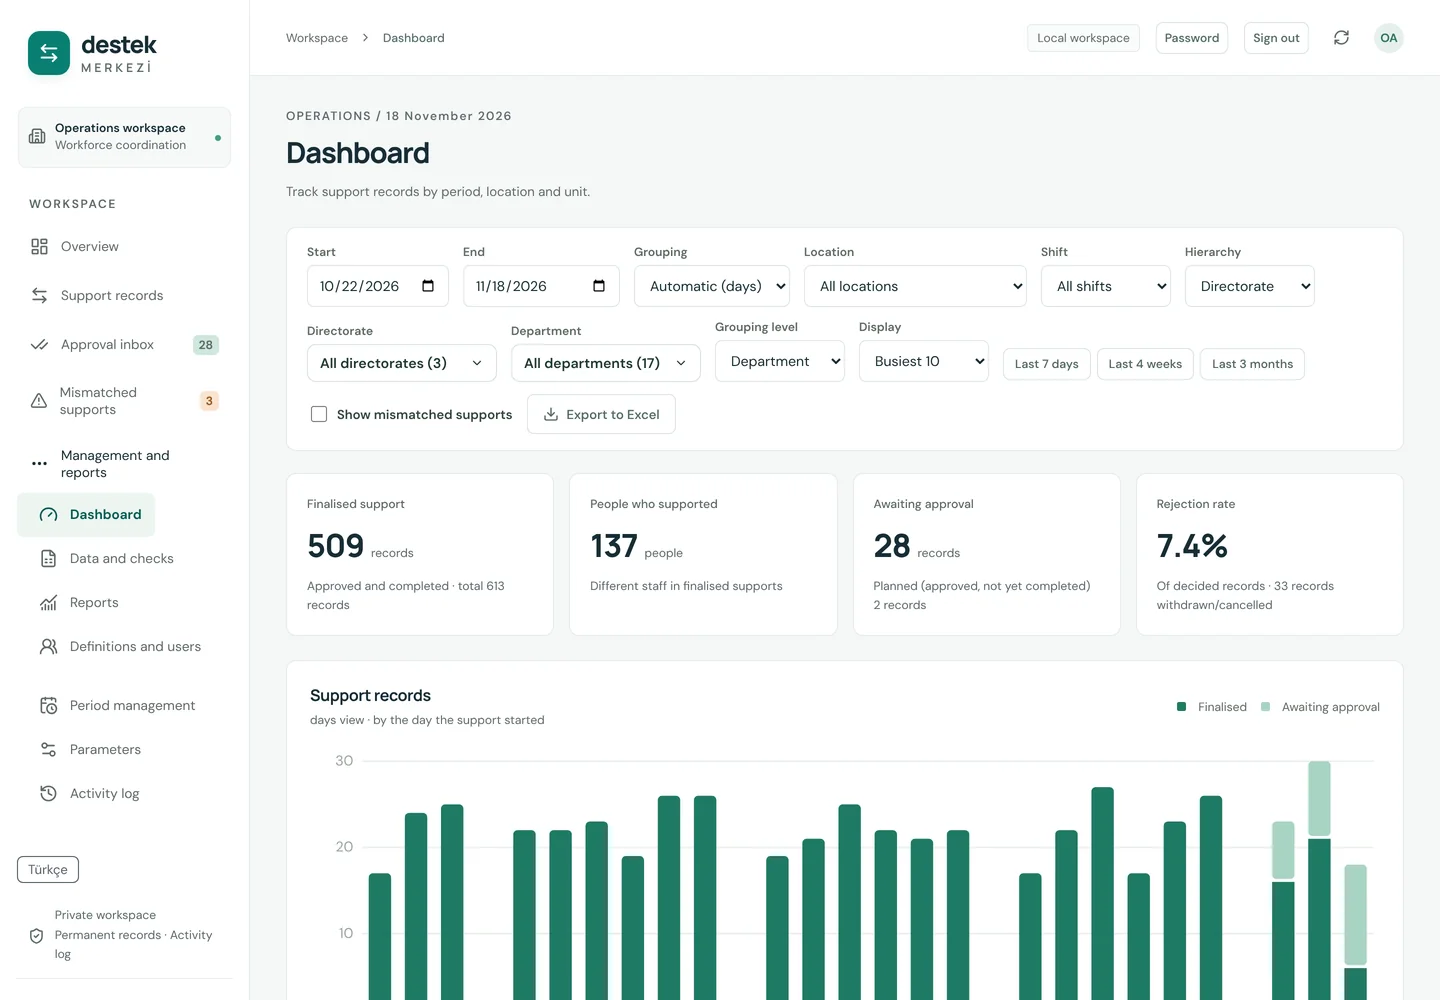 destek
MERKEZİ
Operations workspace
Workforce coordination
WORKSPACE
Overview
Support records
Approval inbox 28
Mismatched
supports 3
Management and
reports
Dashboard
Data and checks
Reports
Definitions and users
Period management
Parameters
Activity log
Türkçe
Private workspace
Permanent records · Activity
log
Workspace > Dashboard
Local workspace
Password
Sign out
OA
OPERATIONS / 18 November 2026
Dashboard
Track support records by period, location and unit.
Start End Grouping Location Shift Hierarchy
10/22/2026 11/18/2026 Automatic (days) All locations All shifts Directorate
Directorate Department Grouping level Display
All directorates (3) All departments (17) Department Busiest 10 Last 7 days Last 4 weeks Last 3 months
Show mismatched supports Export to Excel
Finalised support
509 records
Approved and completed · total 613
records
People who supported
137 people
Different staff in finalised supports
Awaiting approval
28 records
Planned (approved, not yet completed)
2 records
Rejection rate
7.4%
Of decided records · 33 records
withdrawn/cancelled
Support records
days view · by the day the support started
Finalised Awaiting approval
30
20
10